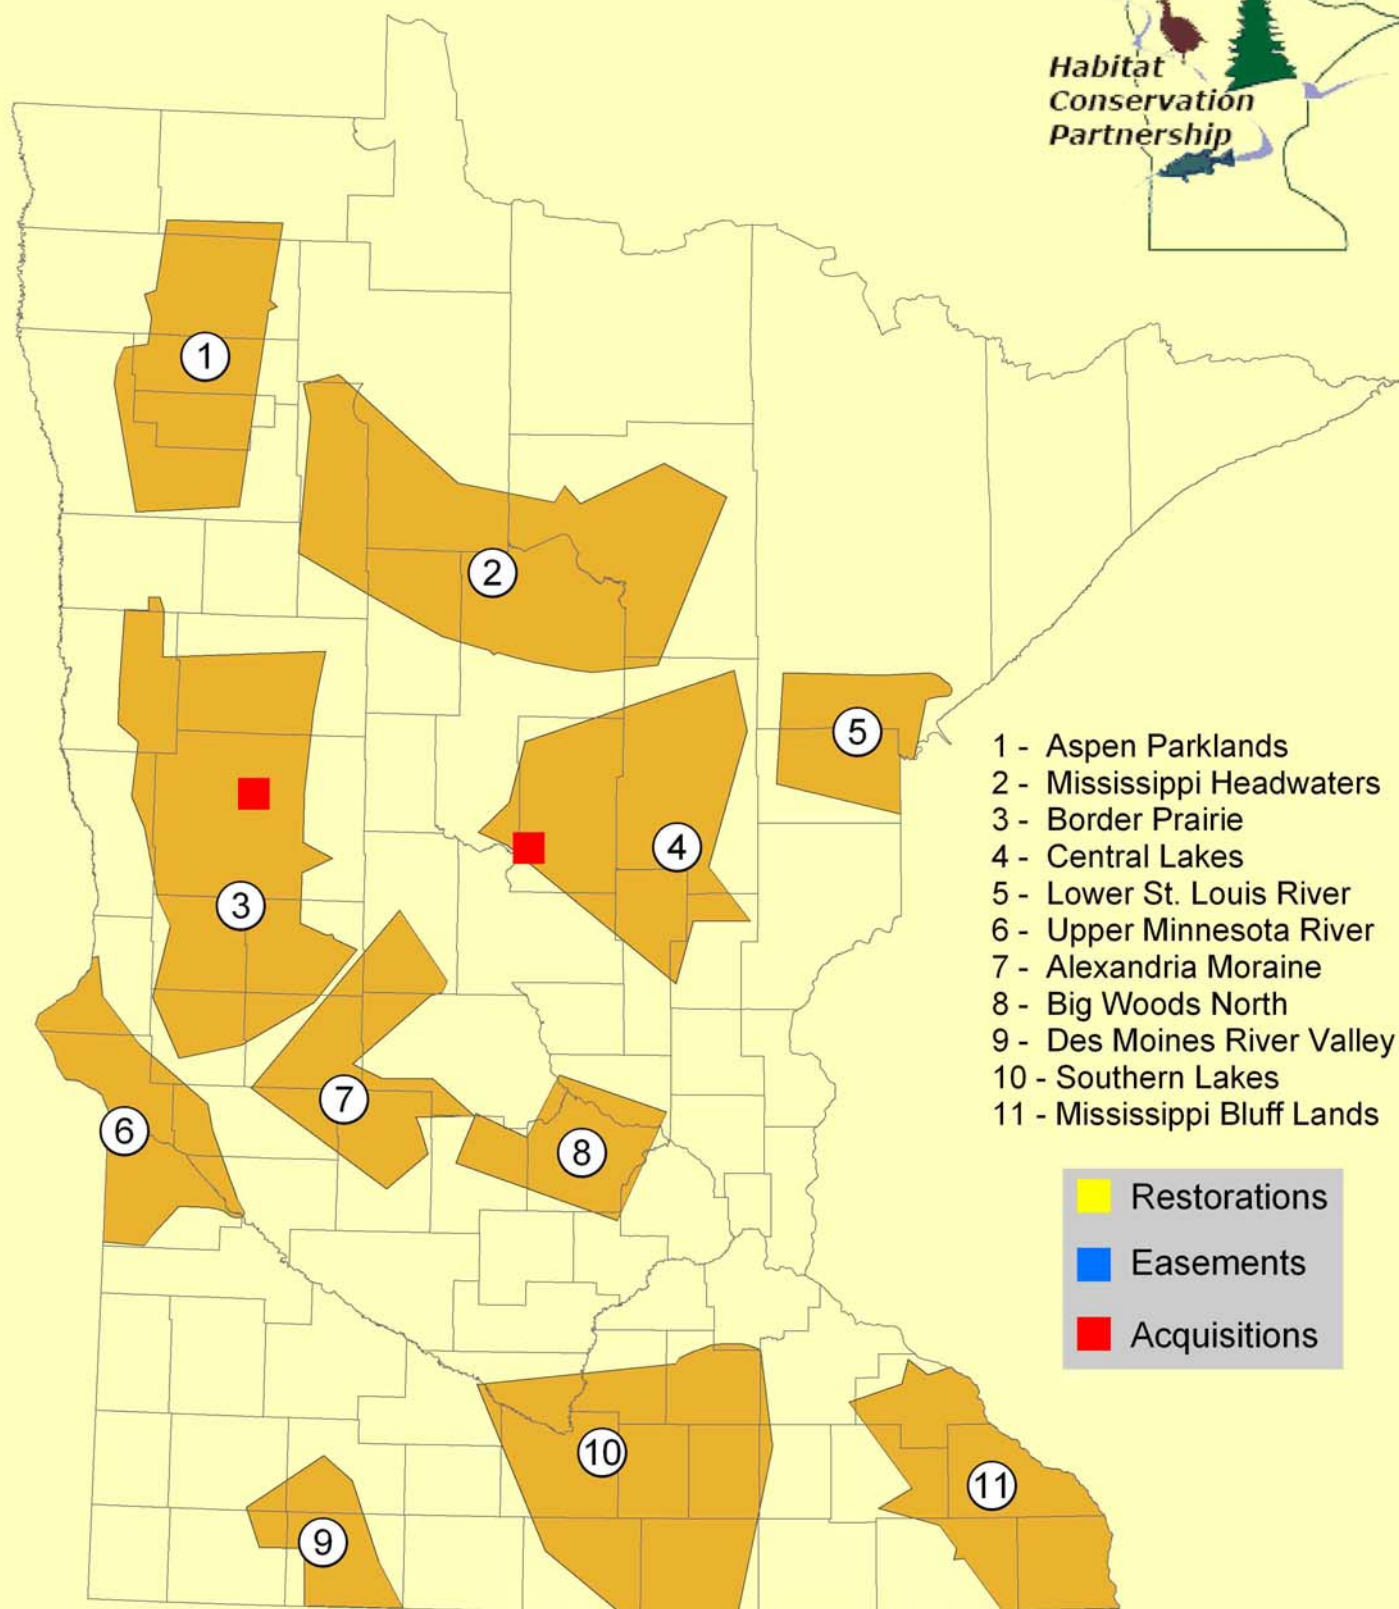 Habitat
Conservation
Partnership
1
2
3
4
5
6
7
8
9
10
11
1 - Aspen Parklands
2 - Mississippi Headwaters
3 - Border Prairie
4 - Central Lakes
5 - Lower St. Louis River
6 - Upper Minnesota River
7 - Alexandria Moraine
8 - Big Woods North
9 - Des Moines River Valley
10 - Southern Lakes
11 - Mississippi Bluff Lands
Restorations
Easements
Acquisitions